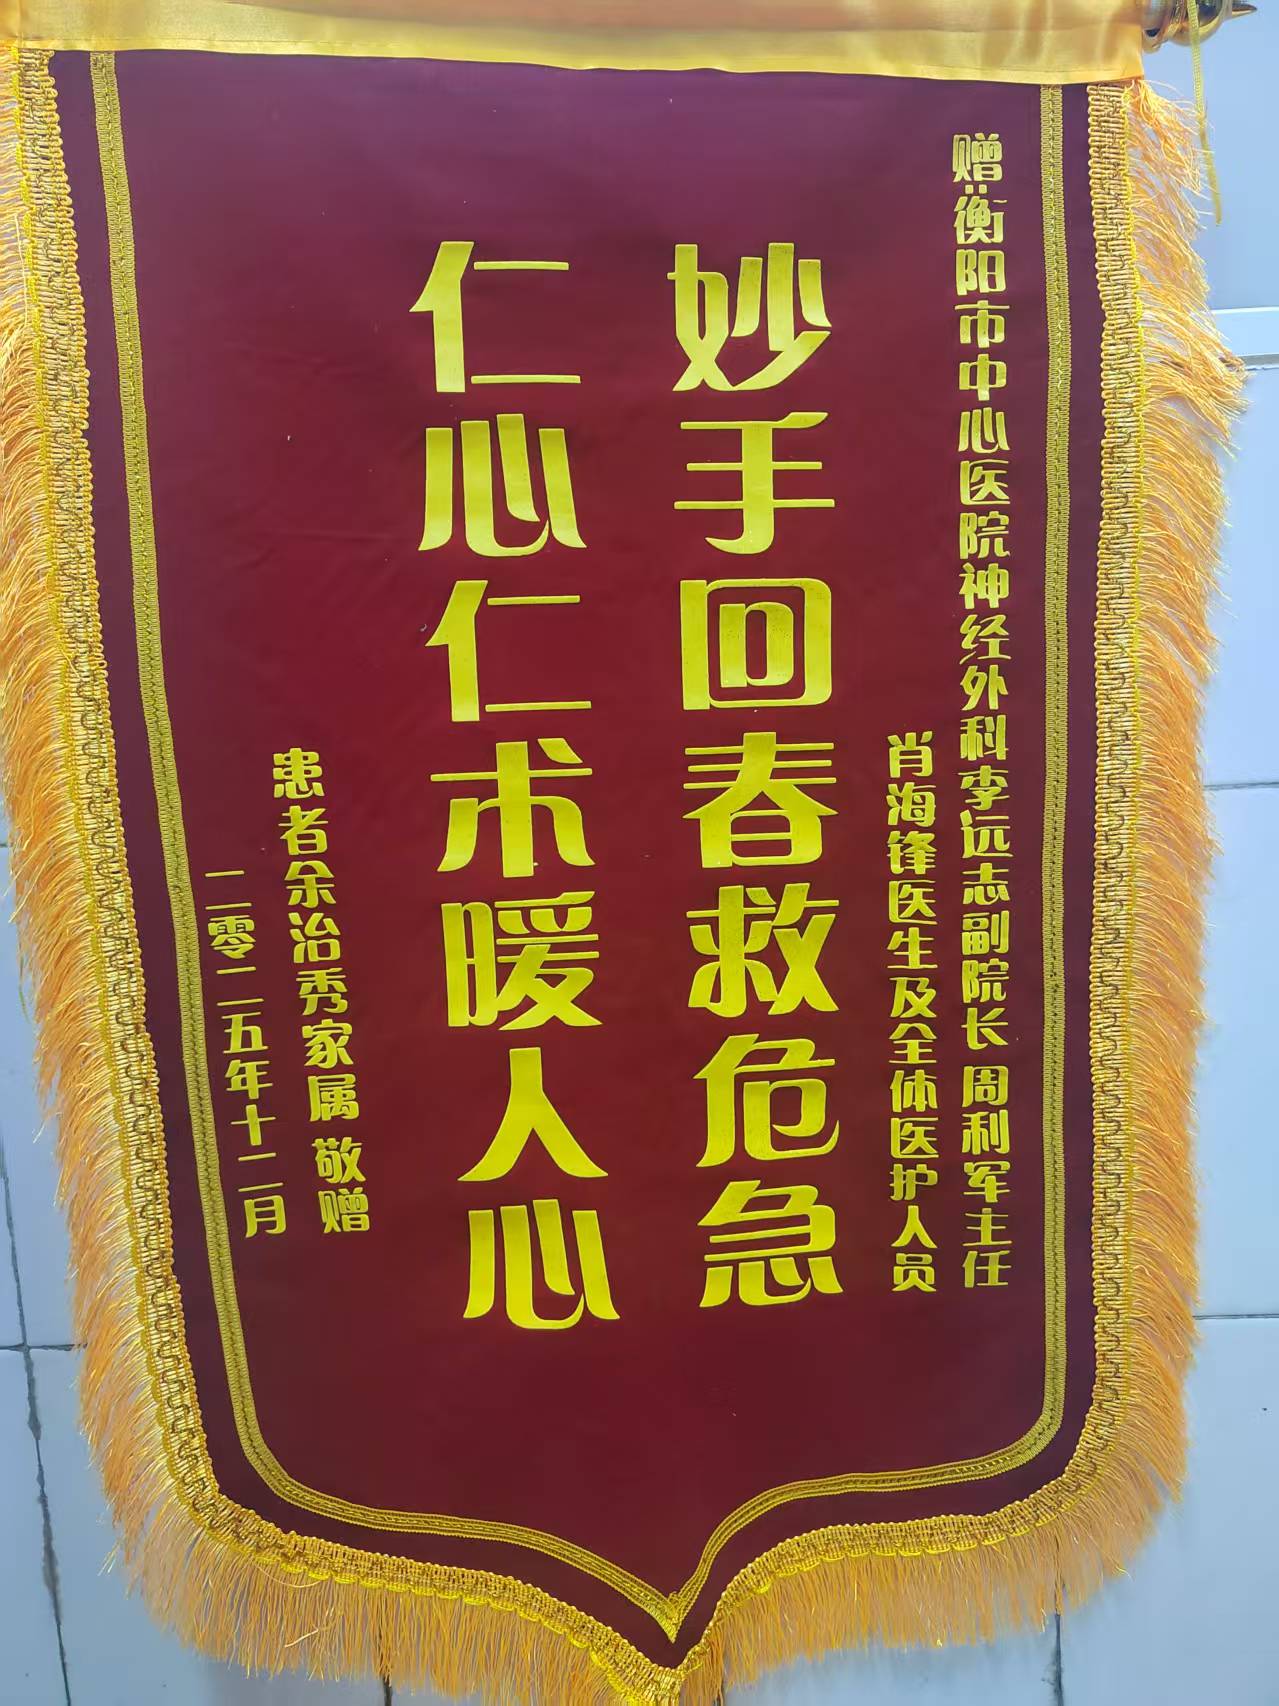 赠:衡阳市中心医院神经外科李远志副院长 周利军主任
肖海锋医生及全体医护人员
妙手回春救危急
仁心仁术暖人心
患者余治秀家属 敬赠
二零二五年十二月